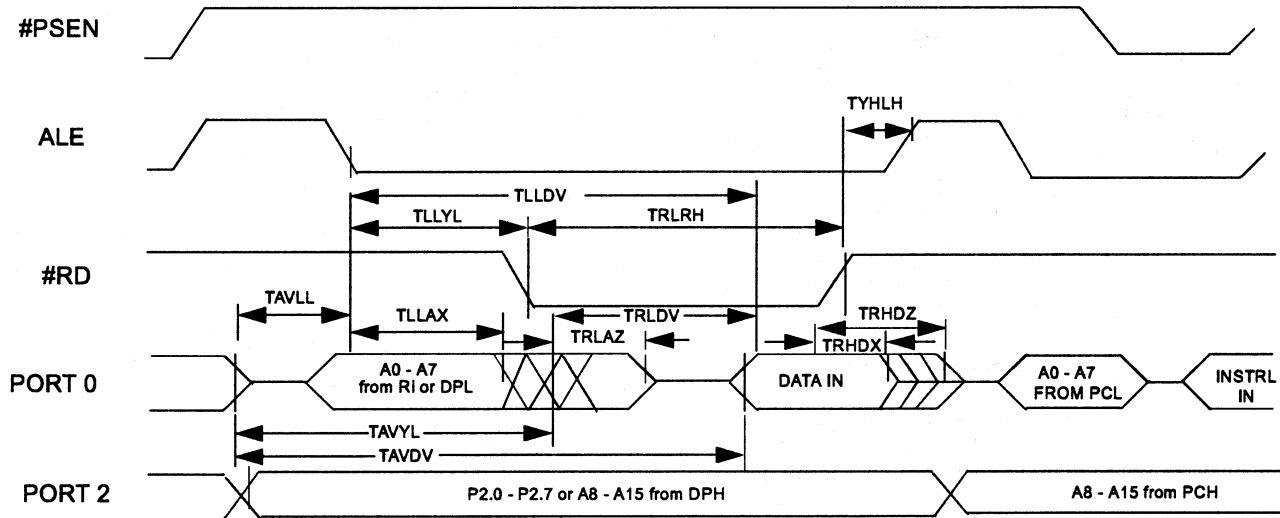 #PSEN
TYHLH
ALE
TLLDV
TLLYL
TRLRH
#RD
TAVLL
TLLAX
TRLDV
TRHDZ
TRLAZ
TRHDX
PORT 0
A0 - A7
from Ri or DPL
DATA IN
A0 - A7
FROM PCL
INSTRL
IN
TAVYL
TAVDV
PORT 2
P2.0 - P2.7 or A8 - A15 from DPH
A8 - A15 from PCH